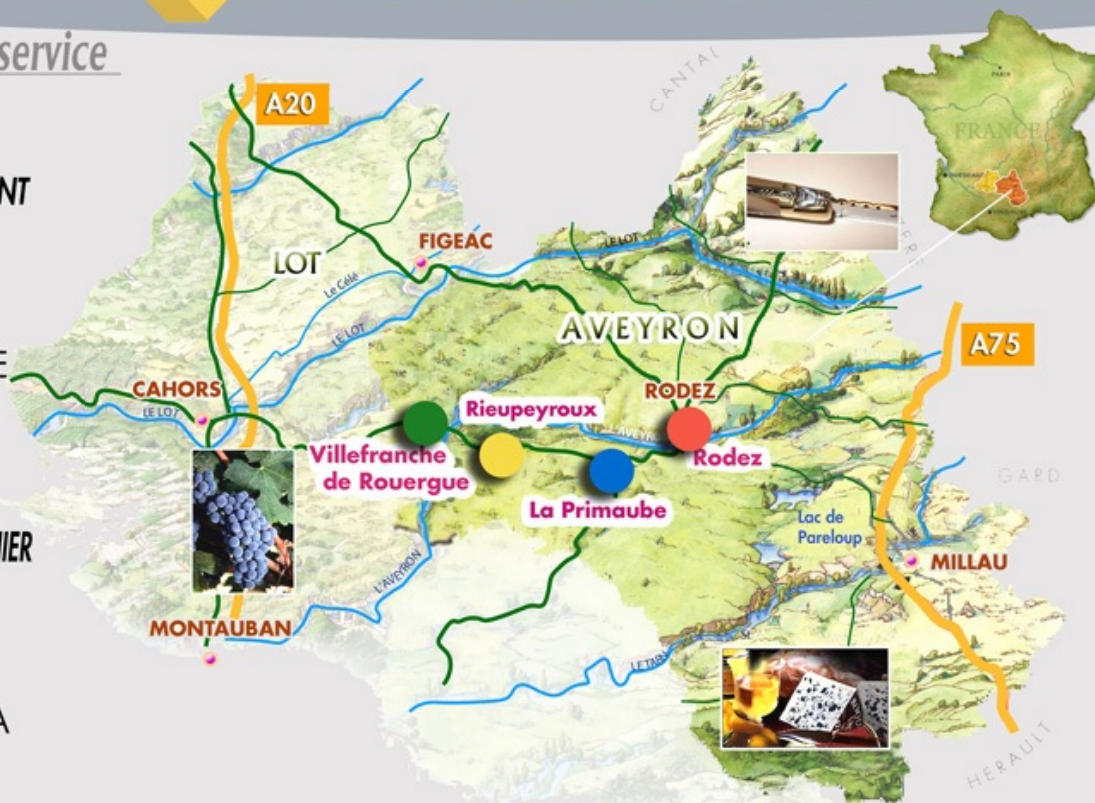 service
CANTAL
A20
PARIS
FRANCE
NT
FIGEAC
LOT
LE LOT
Le Célé
AVEYRON
A75
LE LOT
E
CAHORS
RODEZ
LE LOT
Rieupeyroux
Villefranche
de Rouergue
Rodez
La Primaube
GARD
Lac de
Pareloup
IER
L'AVEYRON
MILLAU
MONTAUBAN
LE TARN
A
HERAULT